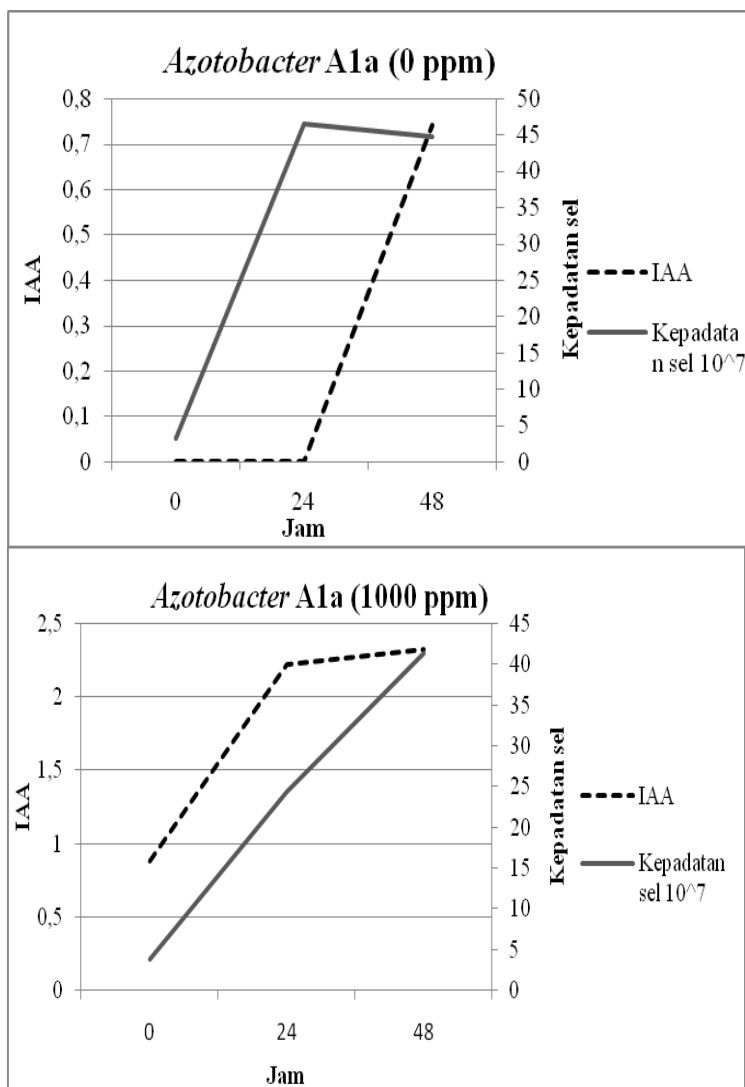 Azotobacter A1a (0 ppm)
0,8
0,7
0,6
0,5
0,4
0,3
0,2
0,1
0
IAA
50
45
40
35
30
25
20
15
10
5
0
Kepadatan sel
0 24 48
Jam
IAA
Kepadata
n sel 10^7
Azotobacter A1a (1000 ppm)
2,5
2
1,5
1
0,5
0
IAA
45
40
35
30
25
20
15
10
5
0
Kepadatan sel
0 24 48
Jam
IAA
Kepadatan
sel 10^7